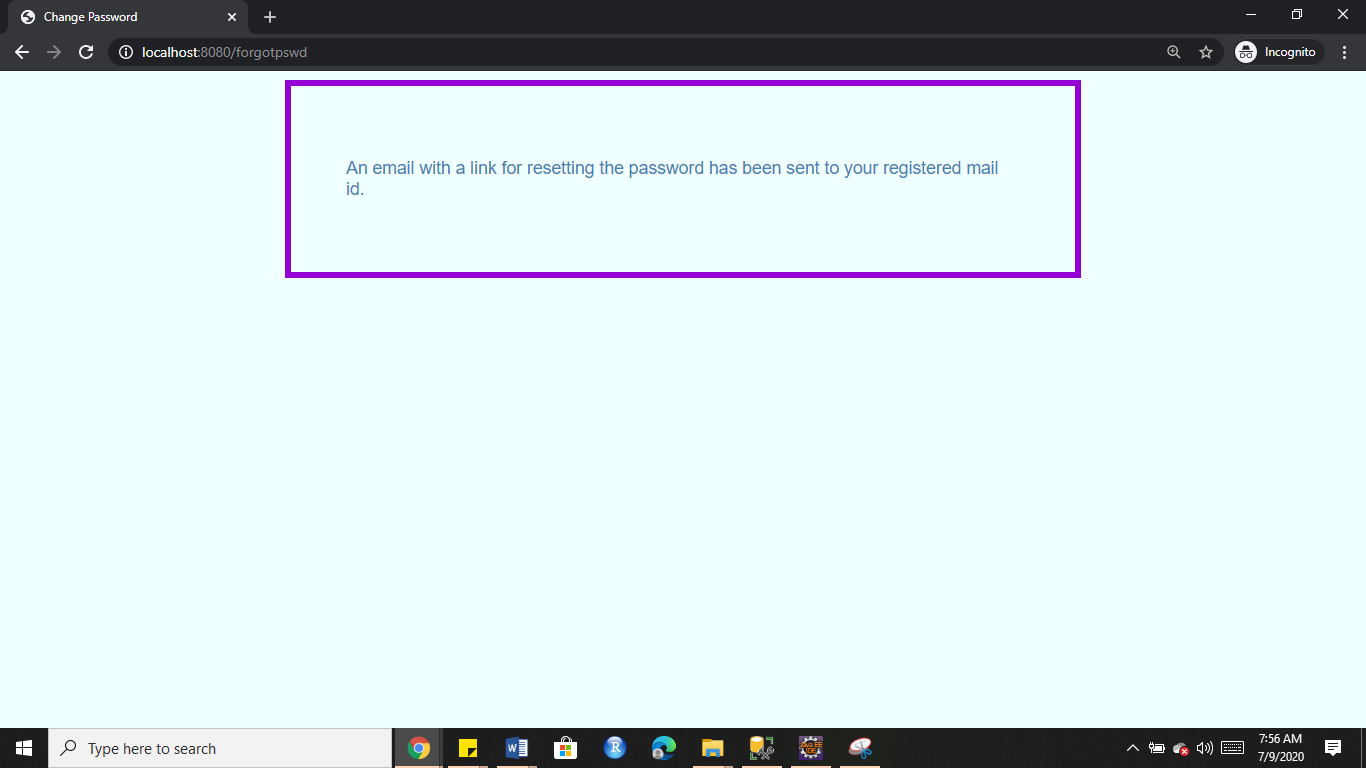 Change Password
localhost:8080/forgotpswd
Incognito
An email with a link for resetting the password has been sent to your registered mail
id.
Type here to search
7:56 AM
7/9/2020